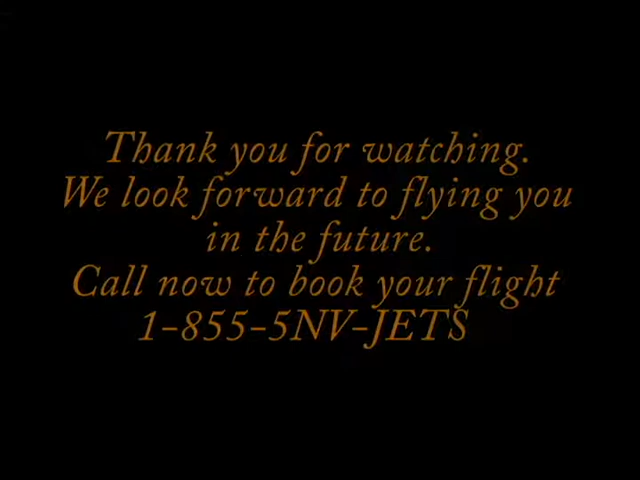 Thank you for watching.
We look forward to flying you
in the future.
Call now to book your flight
1-855-5NV-JETS